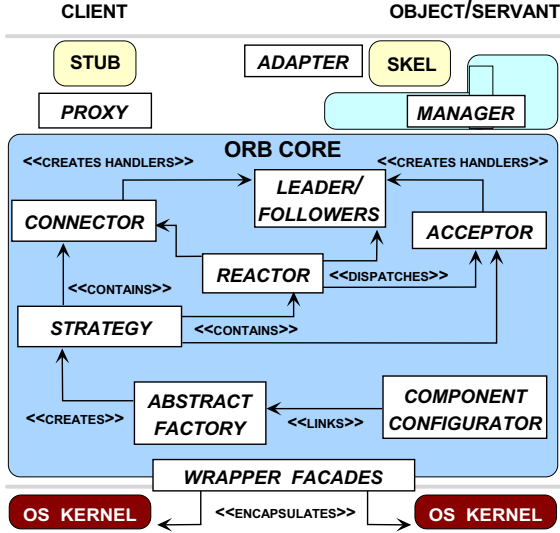 CLIENT
OBJECT/SERVANT
STUB
ADAPTER
SKEL
PROXY
MANAGER
ORB CORE
<<CREATES HANDLERS>>
<<CREATES HANDLERS>>
LEADER/
FOLLOWERS
CONNECTOR
ACCEPTOR
REACTOR
<<DISPATCHES>>
<<CONTAINS>>
STRATEGY
<<CONTAINS>>
ABSTRACT
FACTORY
COMPONENT
CONFIGURATOR
<<CREATES>>
<<LINKS>>
WRAPPER FACADES
OS KERNEL
<<ENCAPSULATES>>
OS KERNEL